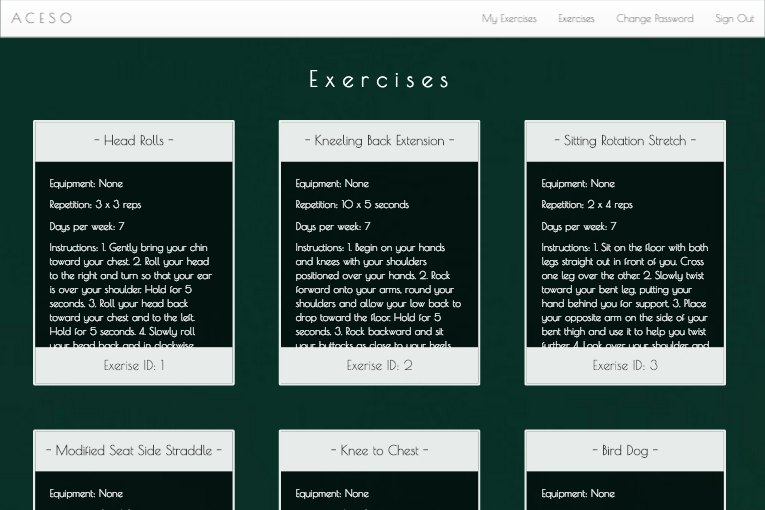 ACESO
My Exercises Exercises Change Password Sign Out
Exercises
- Head Rolls -
Equipment: None
Repetition: 3 x 3 reps
Days per week: 7
Instructions: 1. Gently bring your chin
toward your chest. 2. Roll your head
to the right and turn so that your ear
is over your shoulder. Hold for 5
seconds. 3. Roll your head back
toward your chest and to the left.
Hold for 5 seconds. 4. Slowly roll
your head back and in clockwise
Exerise ID: 1
- Kneeling Back Extension -
Equipment: None
Repetition: 10 x 5 seconds
Days per week: 7
Instructions: 1. Begin on your hands
and knees with your shoulders
positioned over your hands. 2. Rock
forward onto your arms, round your
shoulders and allow your low back to
drop toward the floor. Hold for 5
seconds. 3. Rock backward and sit
your buttocks as close to your heels
Exerise ID: 2
- Sitting Rotation Stretch -
Equipment: None
Repetition: 2 x 4 reps
Days per week: 7
Instructions: 1. Sit on the floor with both
legs straight out in front of you. Cross
one leg over the other. 2. Slowly twist
toward your bent leg, putting your
hand behind you for support. 3. Place
your opposite arm on the side of your
bent thigh and use it to help you twist
further. 4. Look over your shoulder and
Exerise ID: 3
- Modified Seat Side Straddle -
Equipment: None
- Knee to Chest -
Equipment: None
- Bird Dog -
Equipment: None